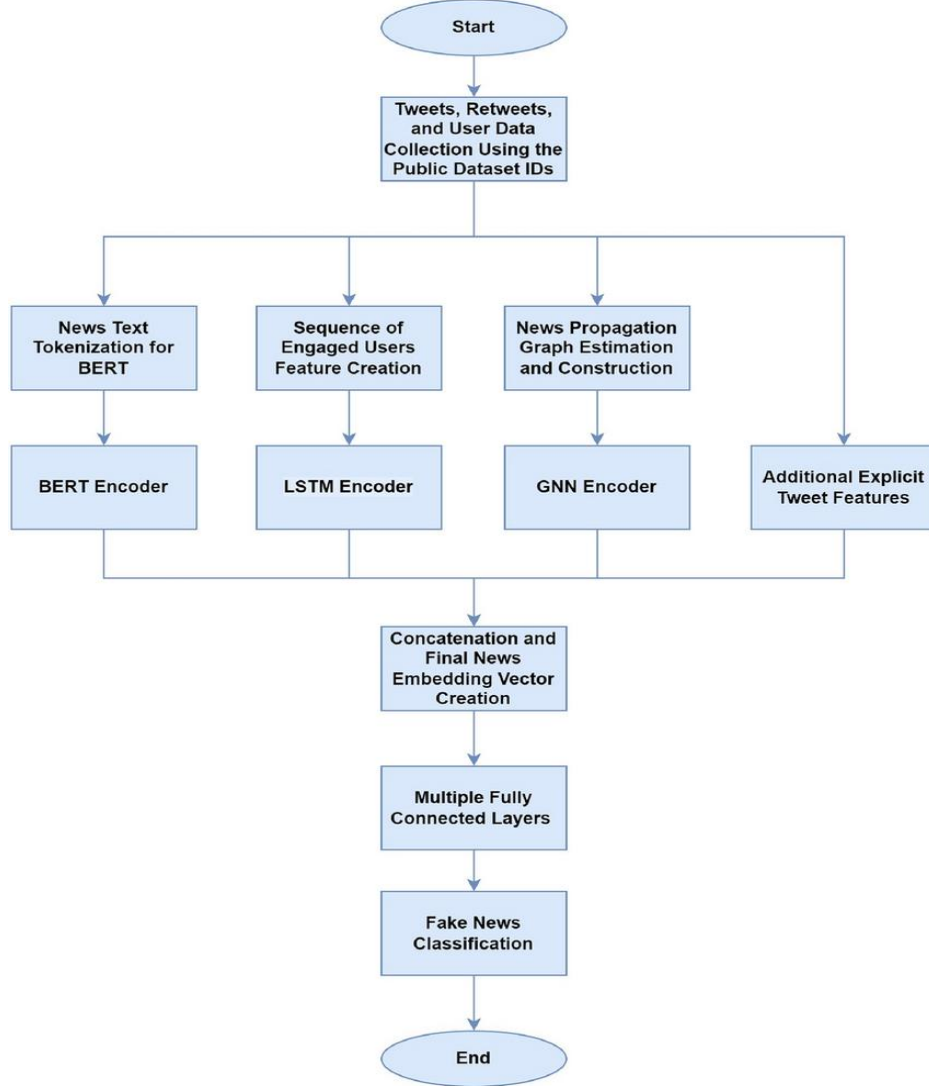 Start
Tweets, Retweets,
and User Data
Collection Using the
Public Dataset IDs
News Text
Tokenization for
BERT
Sequence of
Engaged Users
Feature Creation
News Propagation
Graph Estimation
and Construction
BERT Encoder
LSTM Encoder
GNN Encoder
Additional Explicit
Tweet Features
Concatenation and
Final News
Embedding Vector
Creation
Multiple Fully
Connected Layers
Fake News
Classification
End